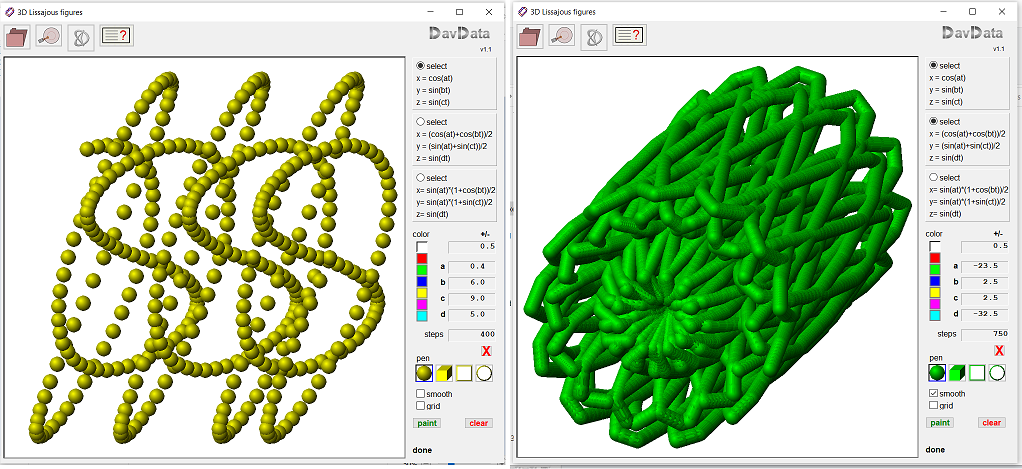 3D Lissajous figures
?
DavData
v1.1
select
x = cos(at)
y = sin(bt)
z = sin(ct)
select
x = (cos(at)+cos(bt))/2
y = (sin(at)+sin(ct))/2
z = sin(dt)
select
x= sin(at)*(1+cos(bt))/2
y= sin(at)*(1+sin(ct))/2
z= sin(dt)
color +/-
0.5
a 0.4
b 6.0
c 9.0
d 5.0
steps 400
X
pen
smooth
grid
paint clear
done
3D Lissajous figures
?
DavData
v1.1
select
x = cos(at)
y = sin(bt)
z = sin(ct)
select
x = (cos(at)+cos(bt))/2
y = (sin(at)+sin(ct))/2
z = sin(dt)
select
x= sin(at)*(1+cos(bt))/2
y= sin(at)*(1+sin(ct))/2
z= sin(dt)
color +/-
0.5
a -23.5
b 2.5
c 2.5
d -32.5
steps 750
X
pen
smooth
grid
paint clear
done